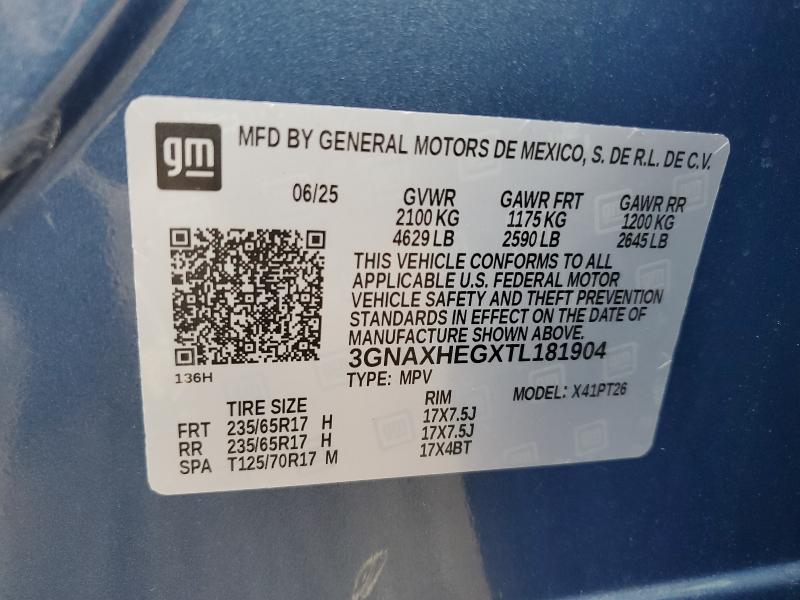 gm
MFD BY GENERAL MOTORS DE MEXICO, S. DE R.L. DE C.V.
06/25 GVWR GAWR FRT GAWR RR
2100 KG 1175 KG 1200 KG
4629 LB 2590 LB 2645 LB
THIS VEHICLE CONFORMS TO ALL
APPLICABLE U.S. FEDERAL MOTOR
VEHICLE SAFETY AND THEFT PREVENTION
STANDARDS IN EFFECT ON THE DATE OF
MANUFACTURE SHOWN ABOVE.
3GNAXHEGXTL181904
136H
TYPE: MPV MODEL: X41PT26
TIRE SIZE RIM
FRT 235/65R17 H 17X7.5J
RR 235/65R17 H 17X7.5J
SPA T125/70R17 M 17X4BT